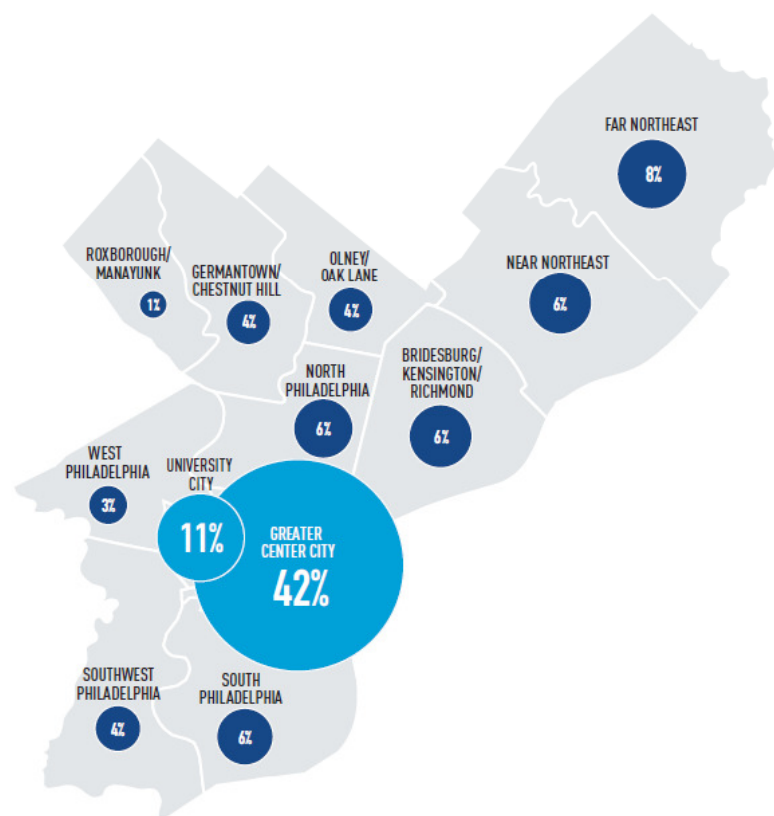 FAR NORTHEAST
8%
ROXBOROUGH/
MANAYUNK
1%
GERMANTOWN/
CHESTNUT HILL
4%
OLNEY/
OAK LANE
4%
NEAR NORTHEAST
6%
NORTH
PHILADELPHIA
6%
BRIDESBURG/
KENSINGTON/
RICHMOND
6%
WEST
PHILADELPHIA
3%
UNIVERSITY
CITY
11%
GREATER
CENTER CITY
42%
SOUTHWEST
PHILADELPHIA
4%
SOUTH
PHILADELPHIA
6%